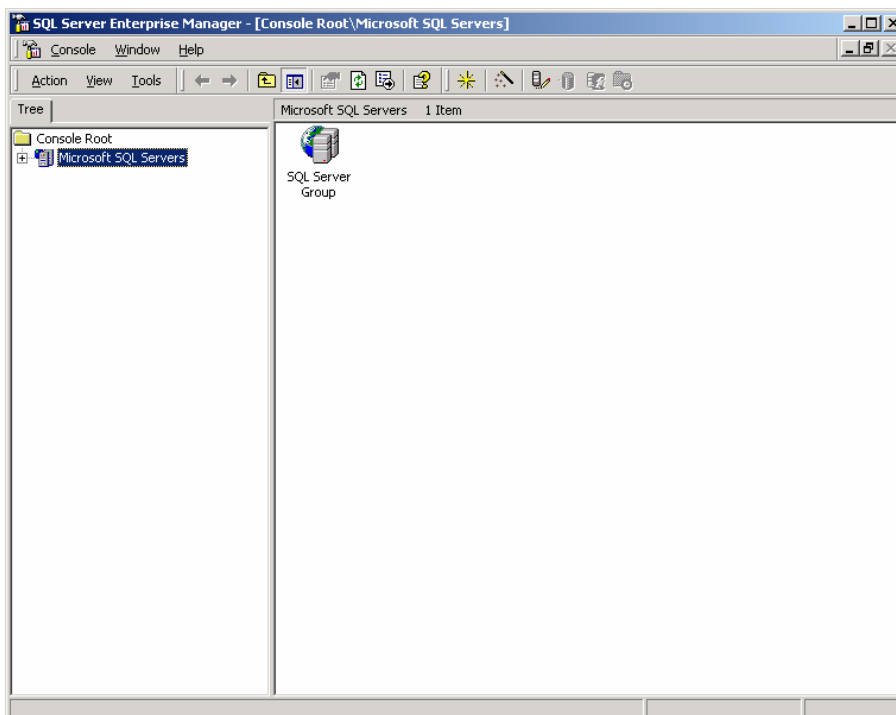 SQL Server Enterprise Manager - [Console Root\Microsoft SQL Servers]
Console Window Help
Action View Tools
Tree
Microsoft SQL Servers 1 Item
Console Root
Microsoft SQL Servers
SQL Server
Group